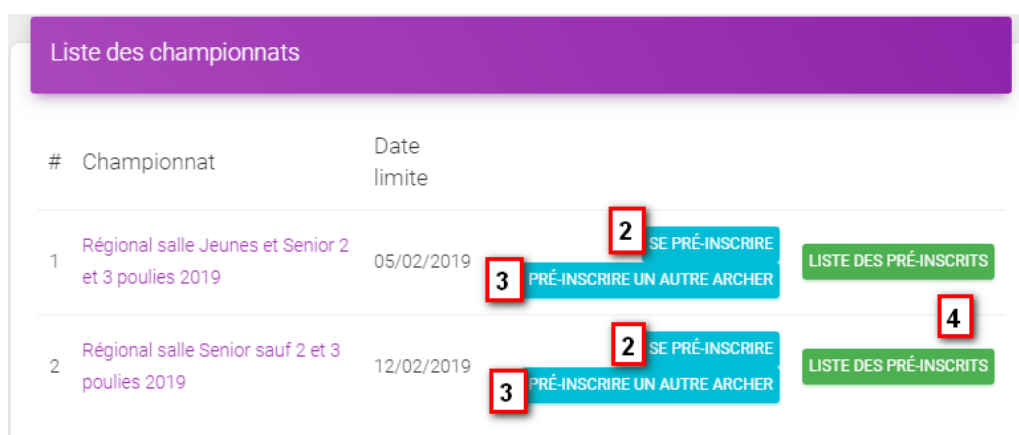 Liste des championnats
# Championnat Date
limite
2
1 Régional salle Jeunes et Senior 2
et 3 poulies 2019
05/02/2019
SE PRÉ-INSCRIRE
3
PRÉ-INSCRIRE UN AUTRE ARCHER
LISTE DES PRÉ-INSCRITS
4
2 Régional salle Senior sauf 2 et 3
poulies 2019
12/02/2019
2
SE PRÉ-INSCRIRE
3
PRÉ-INSCRIRE UN AUTRE ARCHER
LISTE DES PRÉ-INSCRITS